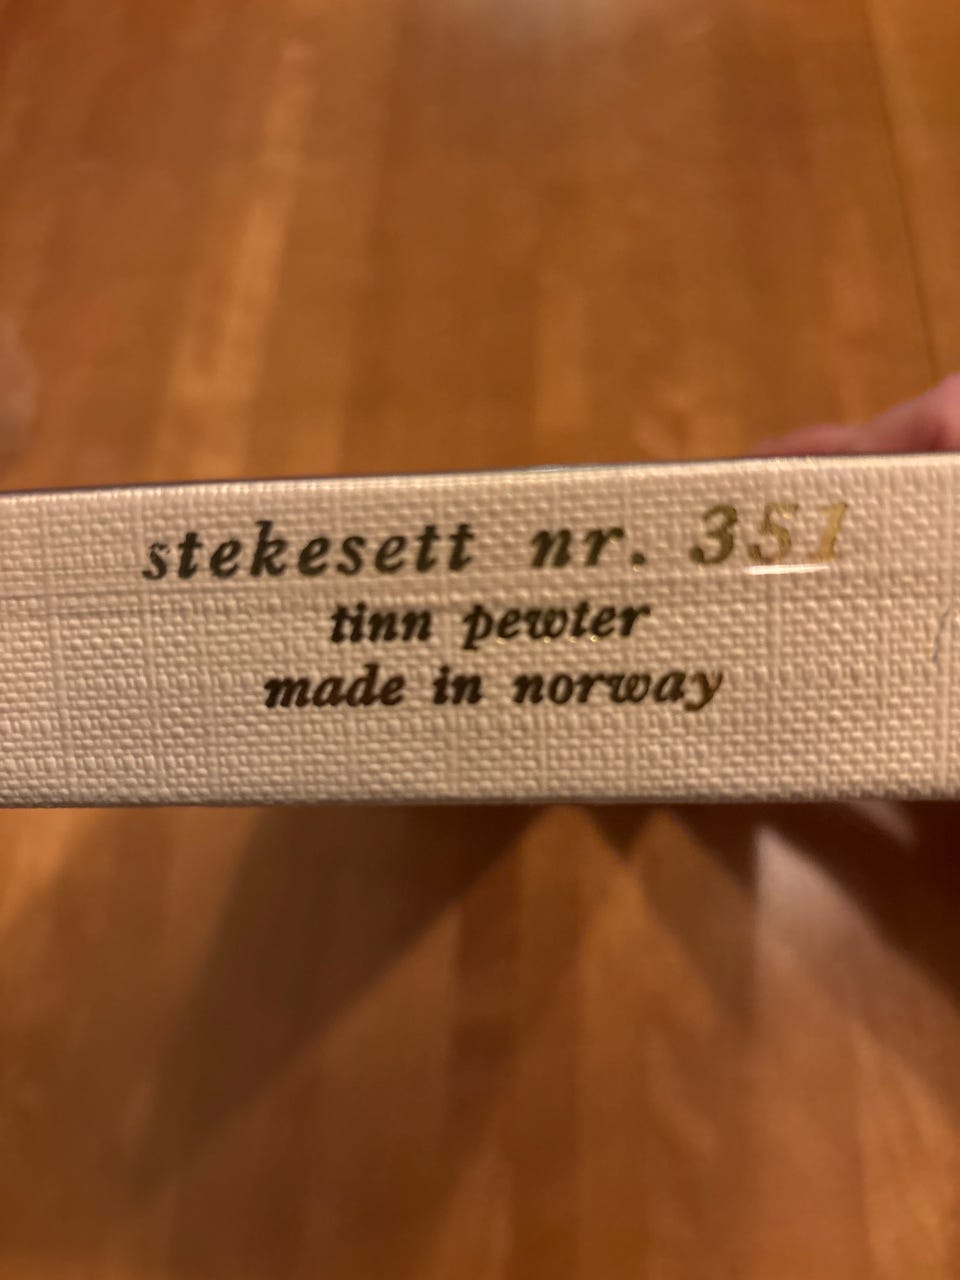 stekesett nr. 351
tinn pewter
made in norway